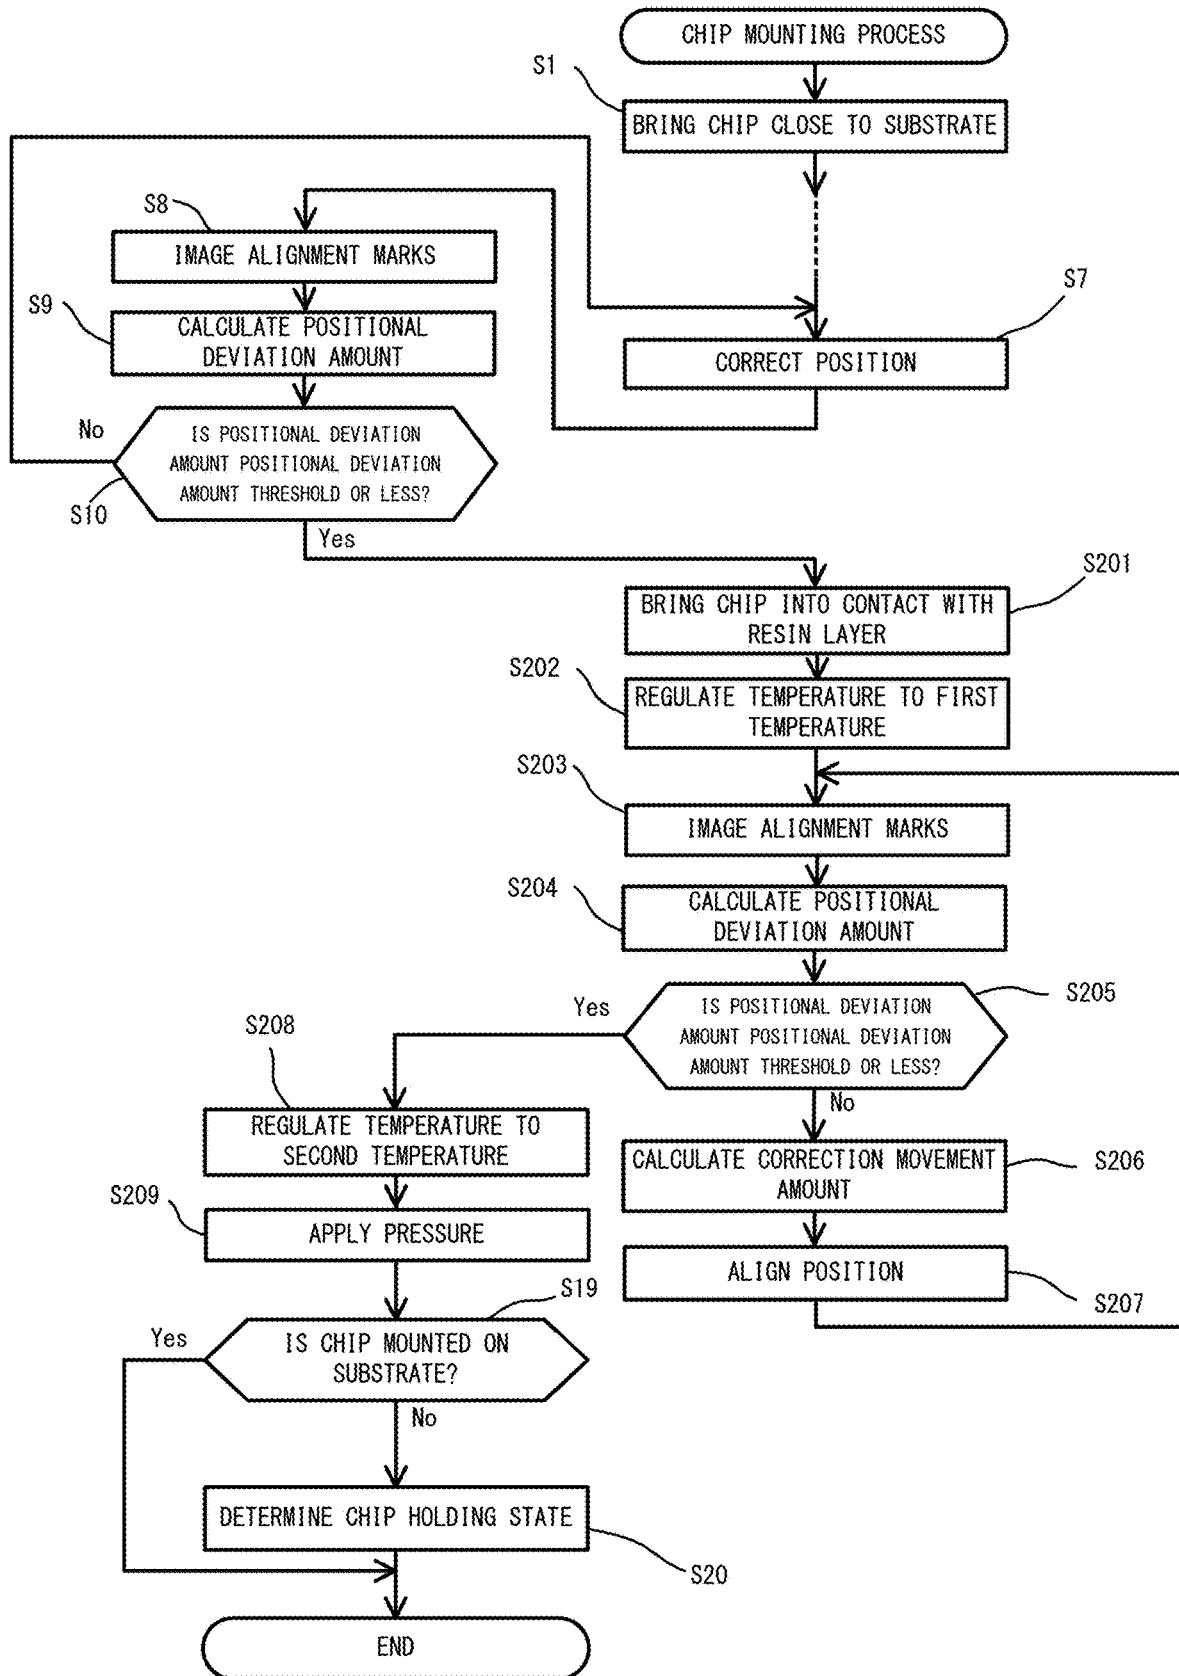 CHIP MOUNTING PROCESS
S1
BRING CHIP CLOSE TO SUBSTRATE
S7
CORRECT POSITION
S8
IMAGE ALIGNMENT MARKS
S9
CALCULATE POSITIONAL
DEVIATION AMOUNT
No
IS POSITIONAL DEVIATION
AMOUNT POSITIONAL DEVIATION
AMOUNT THRESHOLD OR LESS?
S10
Yes
S201
BRING CHIP INTO CONTACT WITH
RESIN LAYER
S202
REGULATE TEMPERATURE TO FIRST
TEMPERATURE
S203
IMAGE ALIGNMENT MARKS
S204
CALCULATE POSITIONAL
DEVIATION AMOUNT
S205
Yes
IS POSITIONAL DEVIATION
AMOUNT POSITIONAL DEVIATION
AMOUNT THRESHOLD OR LESS?
No
CALCULATE CORRECTION MOVEMENT
AMOUNT
S206
ALIGN POSITION
S207
S208
REGULATE TEMPERATURE TO
SECOND TEMPERATURE
S209
APPLY PRESSURE
S19
Yes
IS CHIP MOUNTED ON
SUBSTRATE?
No
DETERMINE CHIP HOLDING STATE
S20
END